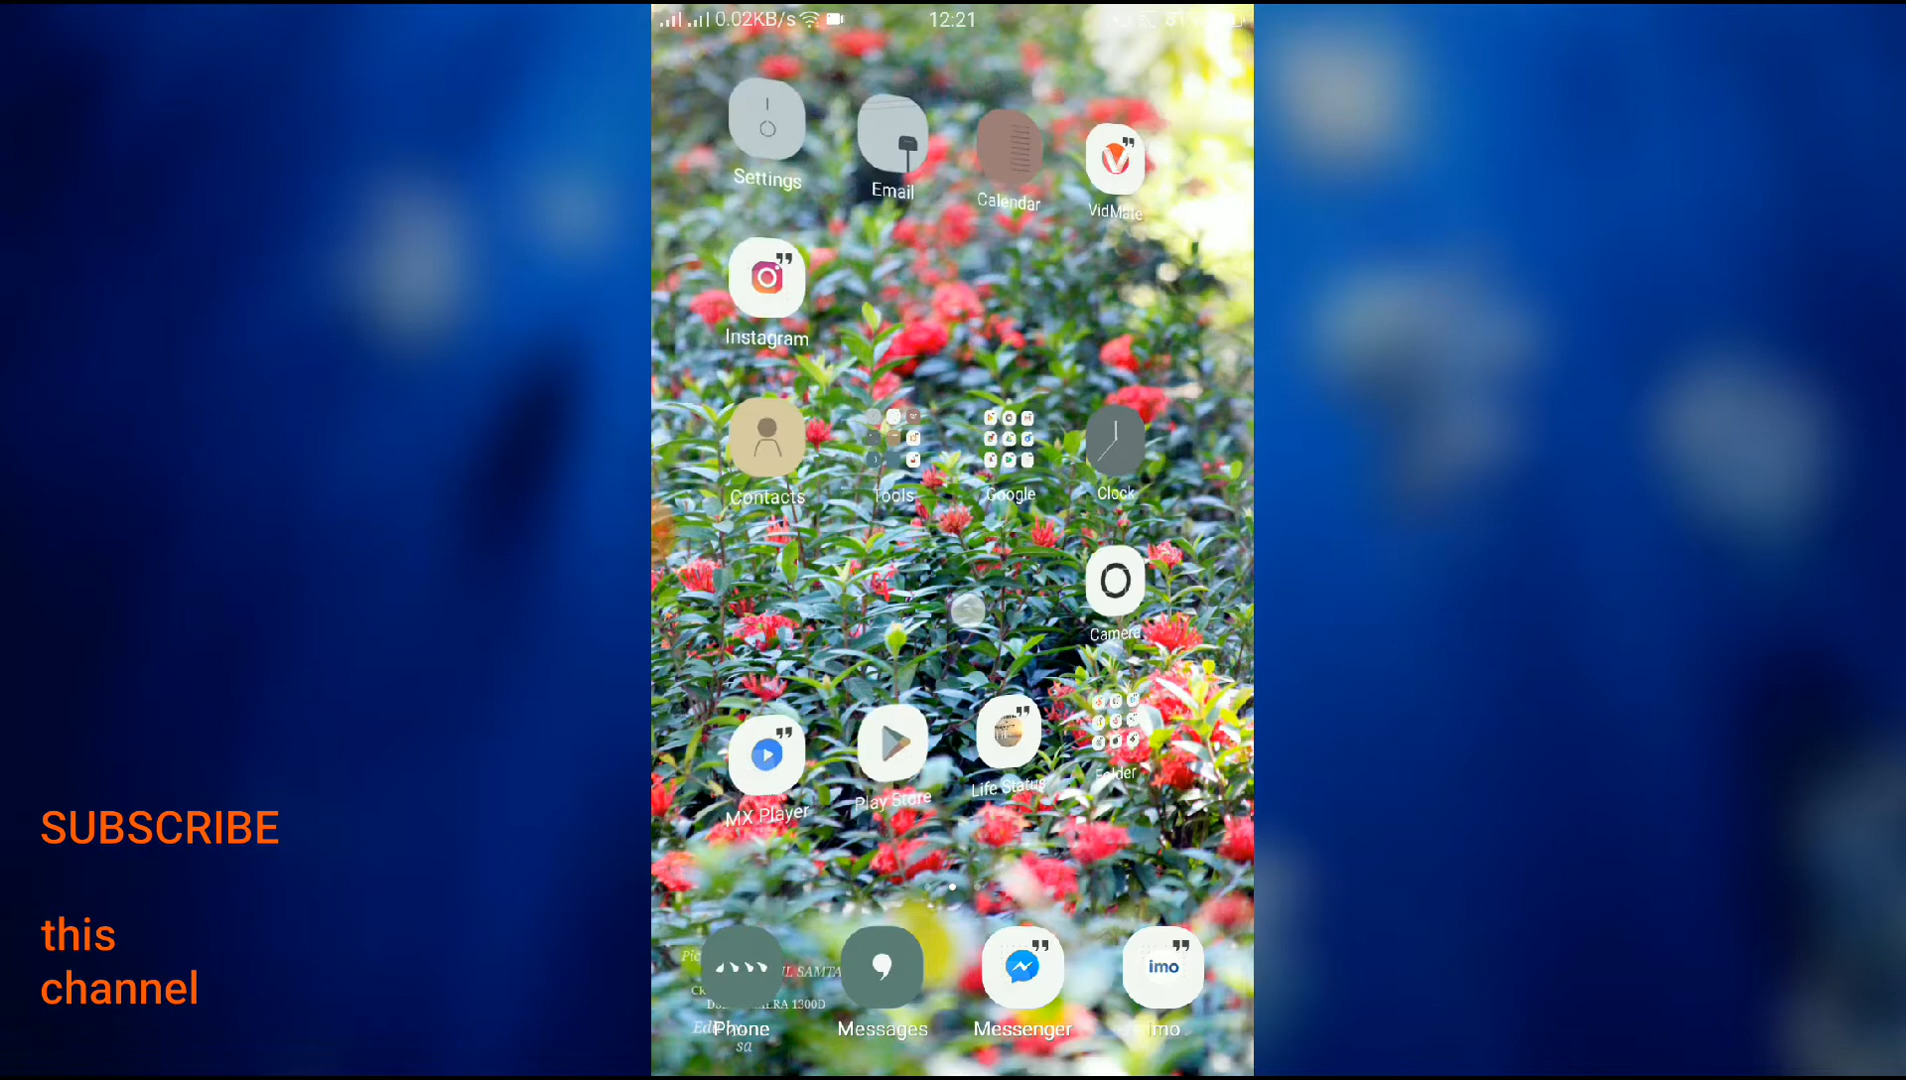 0.02KB/s
12:21
Settings
Email
Calendar
VidMate
Instagram
Contacts
Tools
Google
Clock
Camera
MX Player
Play Store
Life Status
Folder
SUBSCRIBE
this
channel
imo
Phone
Messages
Messenger
imo